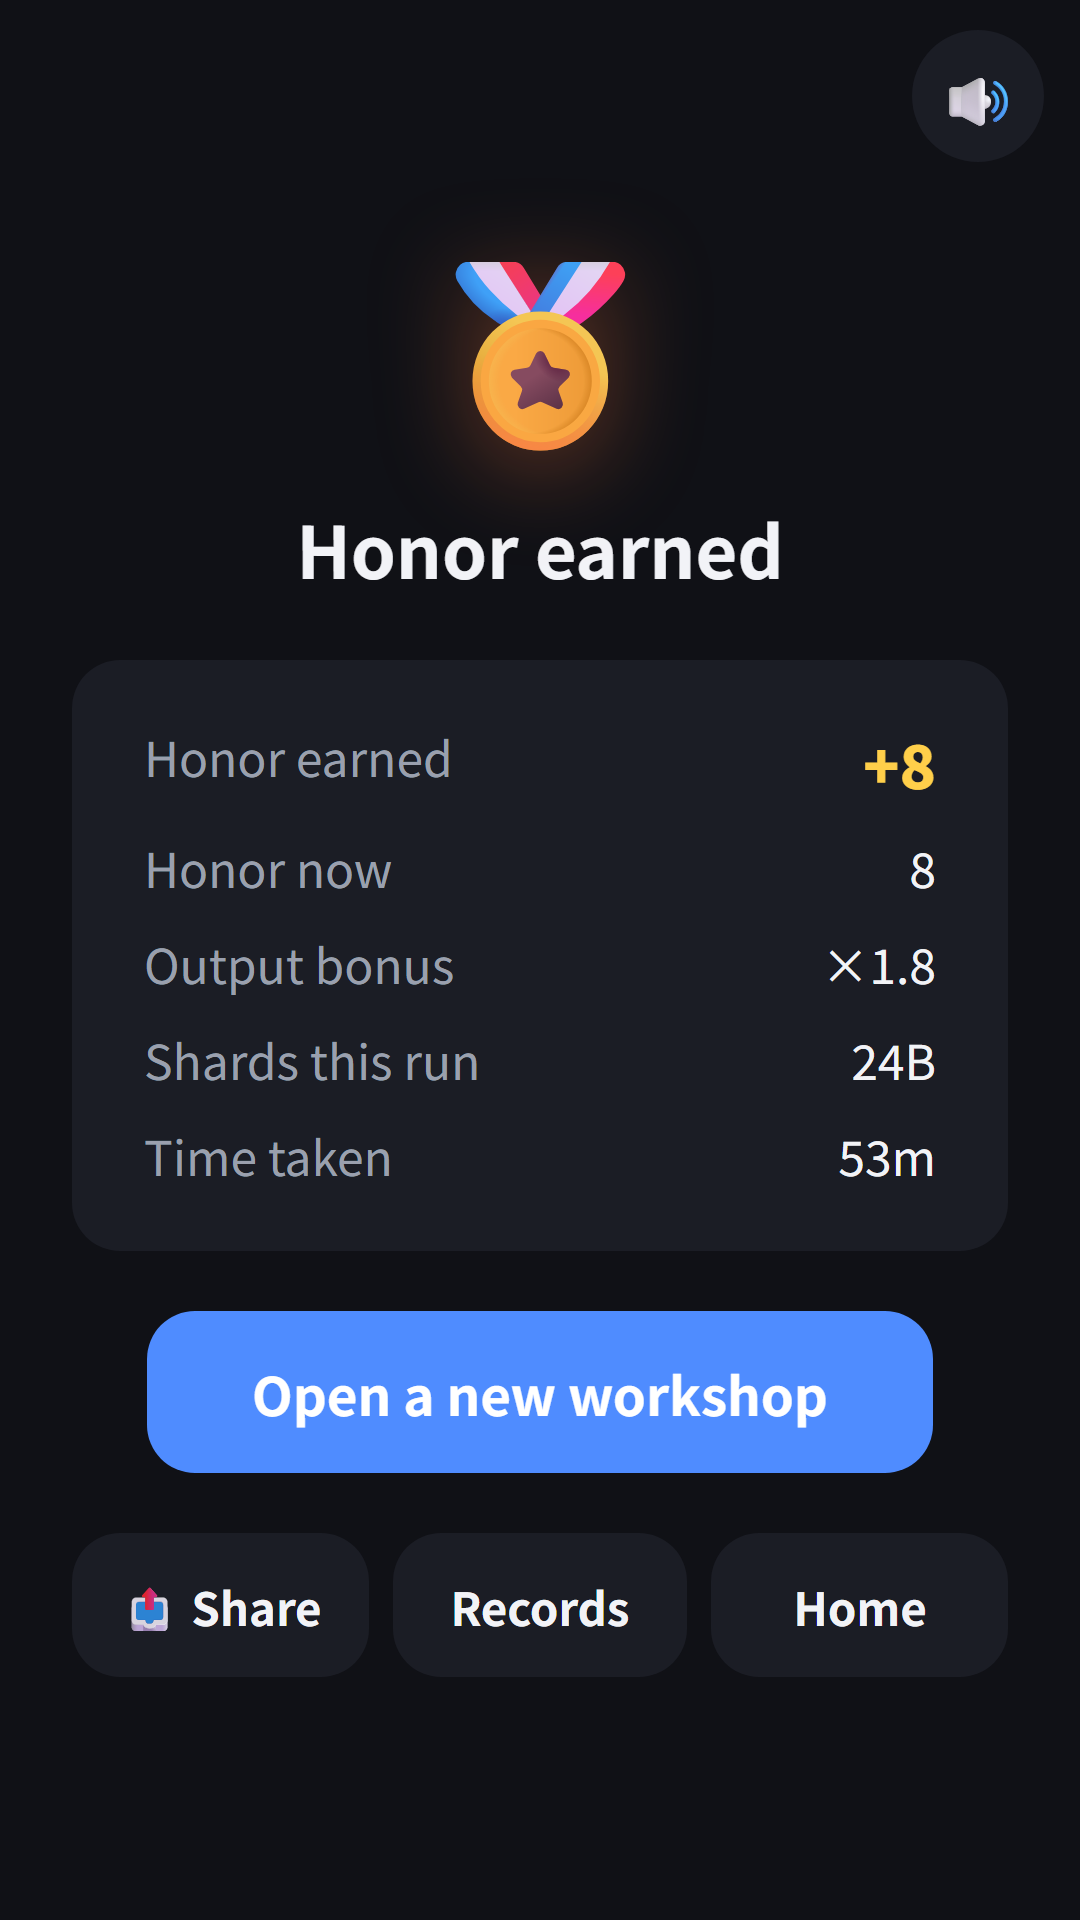 Honor earned
Honor earned +8
Honor now 8
Output bonus ×1.8
Shards this run 24B
Time taken 53m
Open a new workshop
Share Records Home